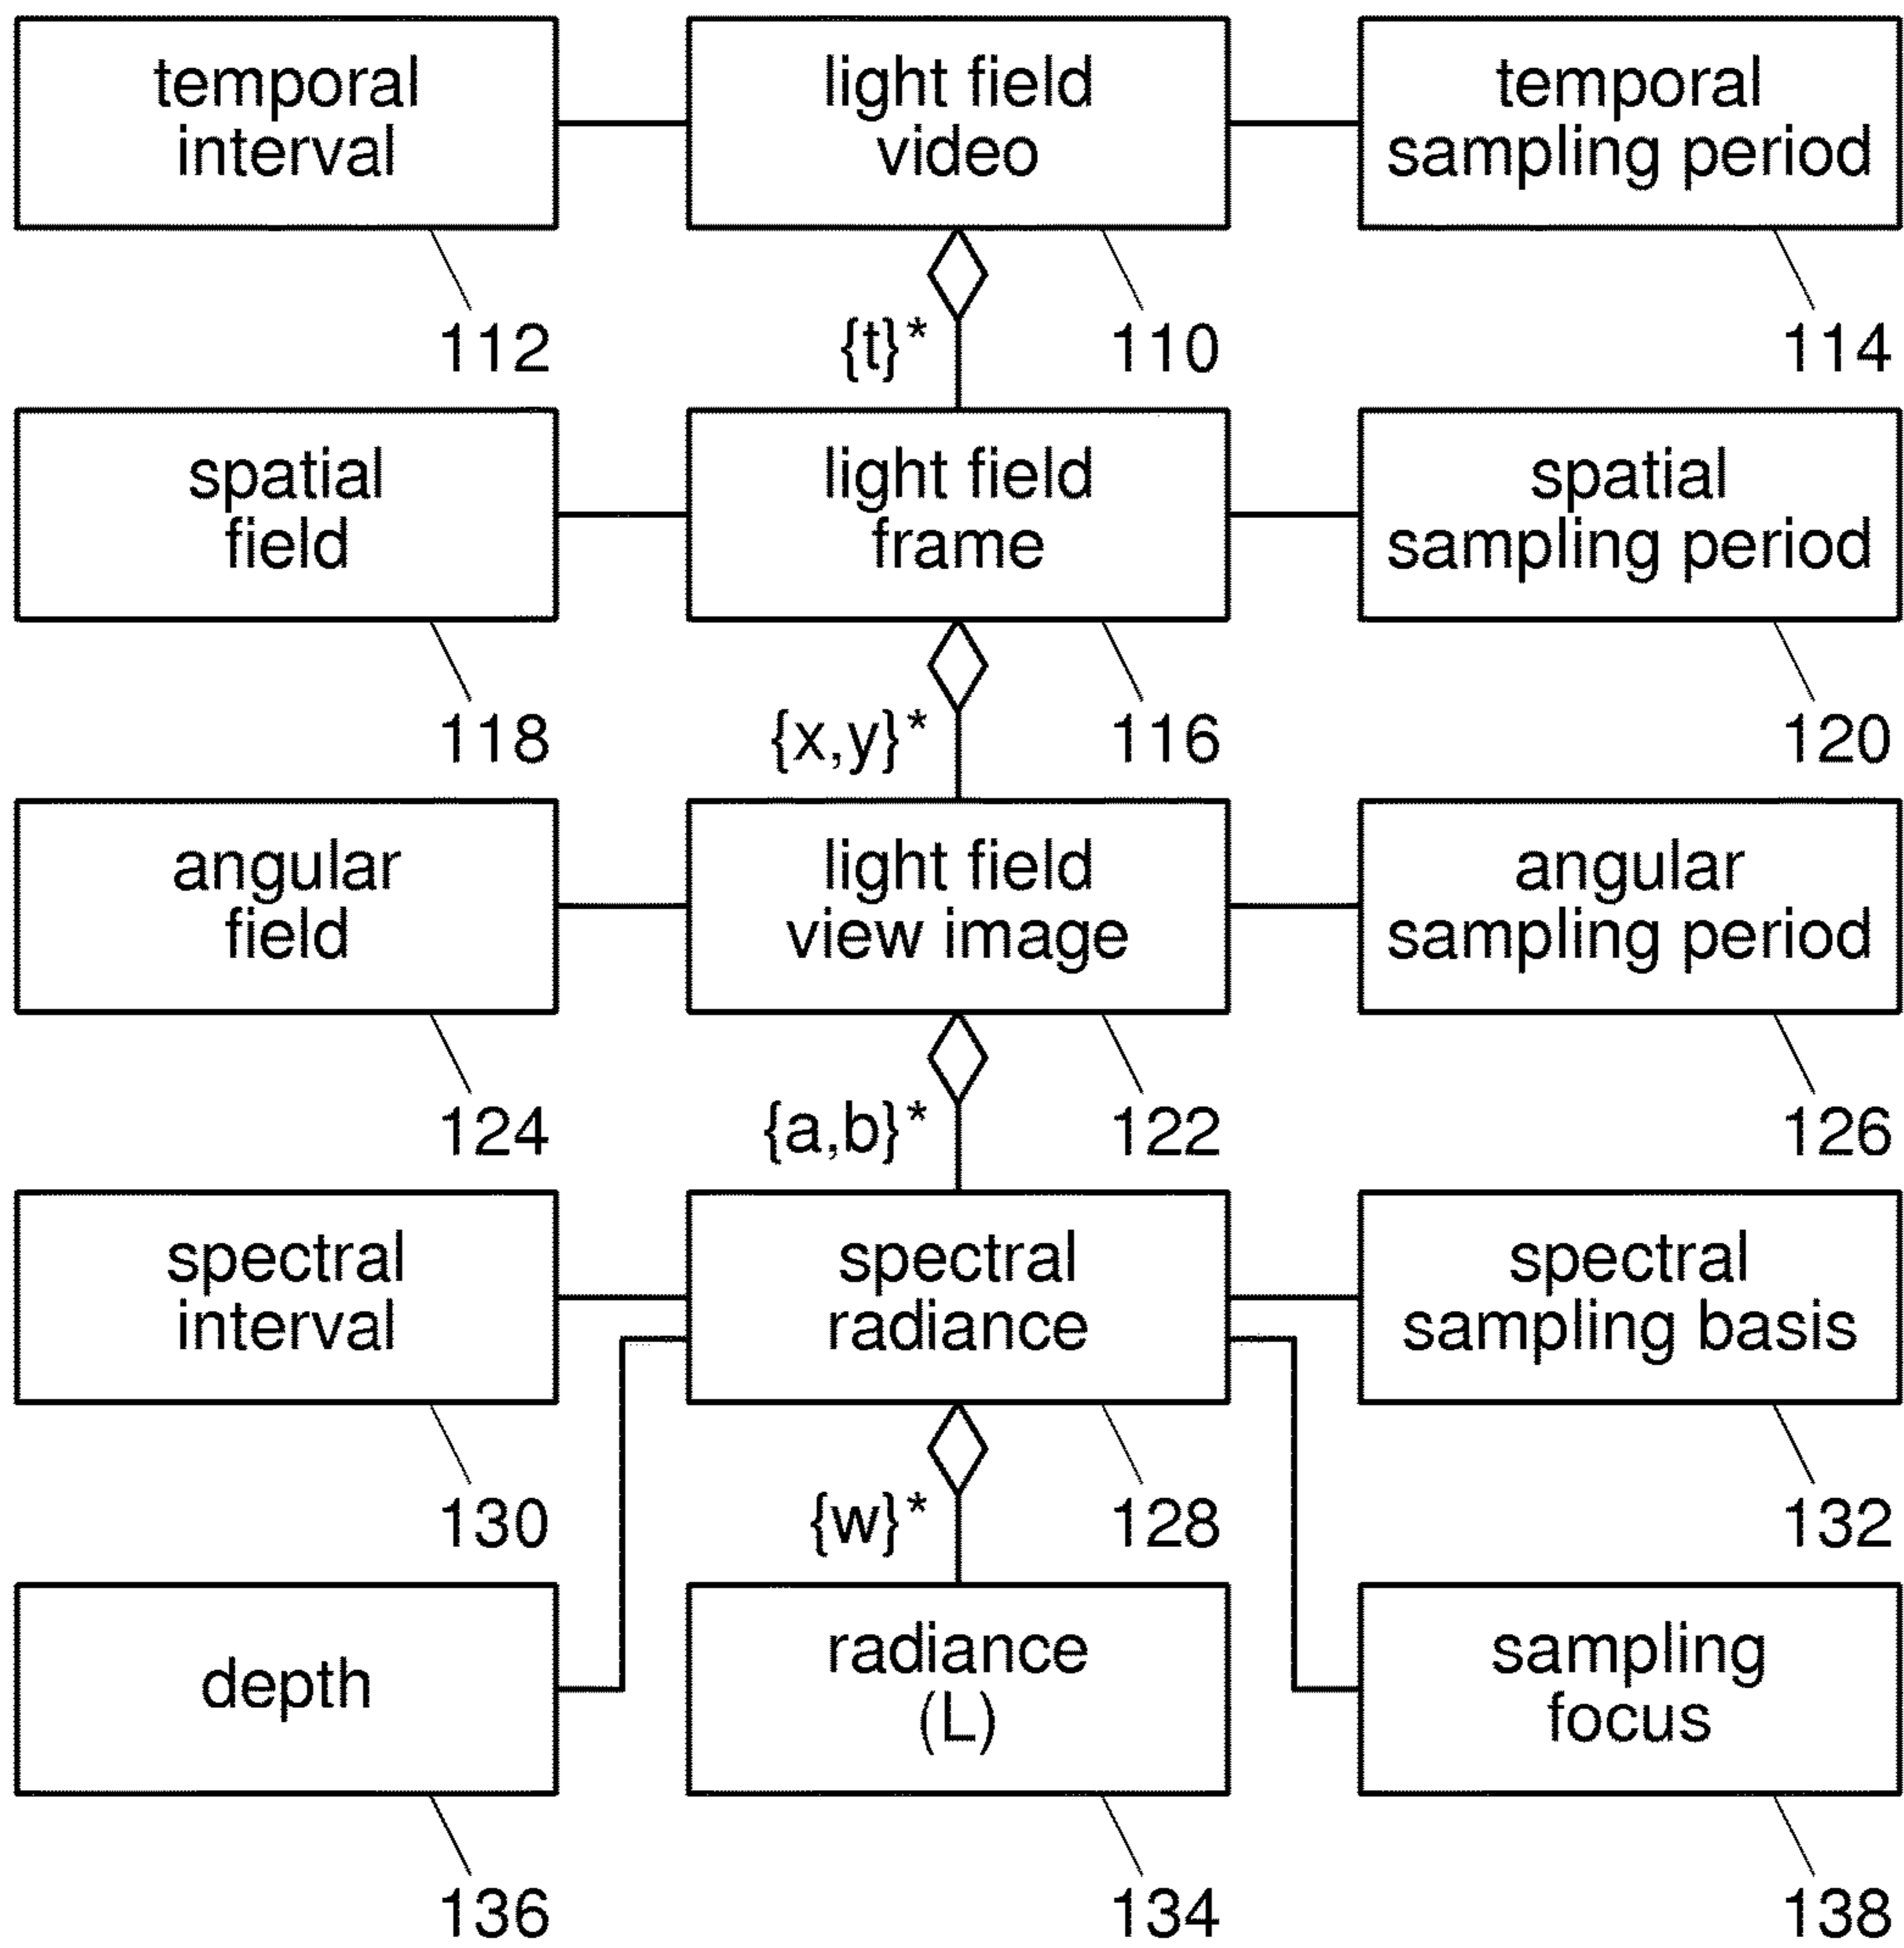 temporal
interval
light field
video
temporal
sampling period
112
{t}*
110
114
spatial
field
light field
frame
spatial
sampling period
118
{x,y}*
116
120
angular
field
light field
view image
angular
sampling period
124
{a,b}*
122
126
spectral
interval
spectral
radiance
spectral
sampling basis
130
{w}*
128
132
depth
radiance
(L)
sampling
focus
136
134
138